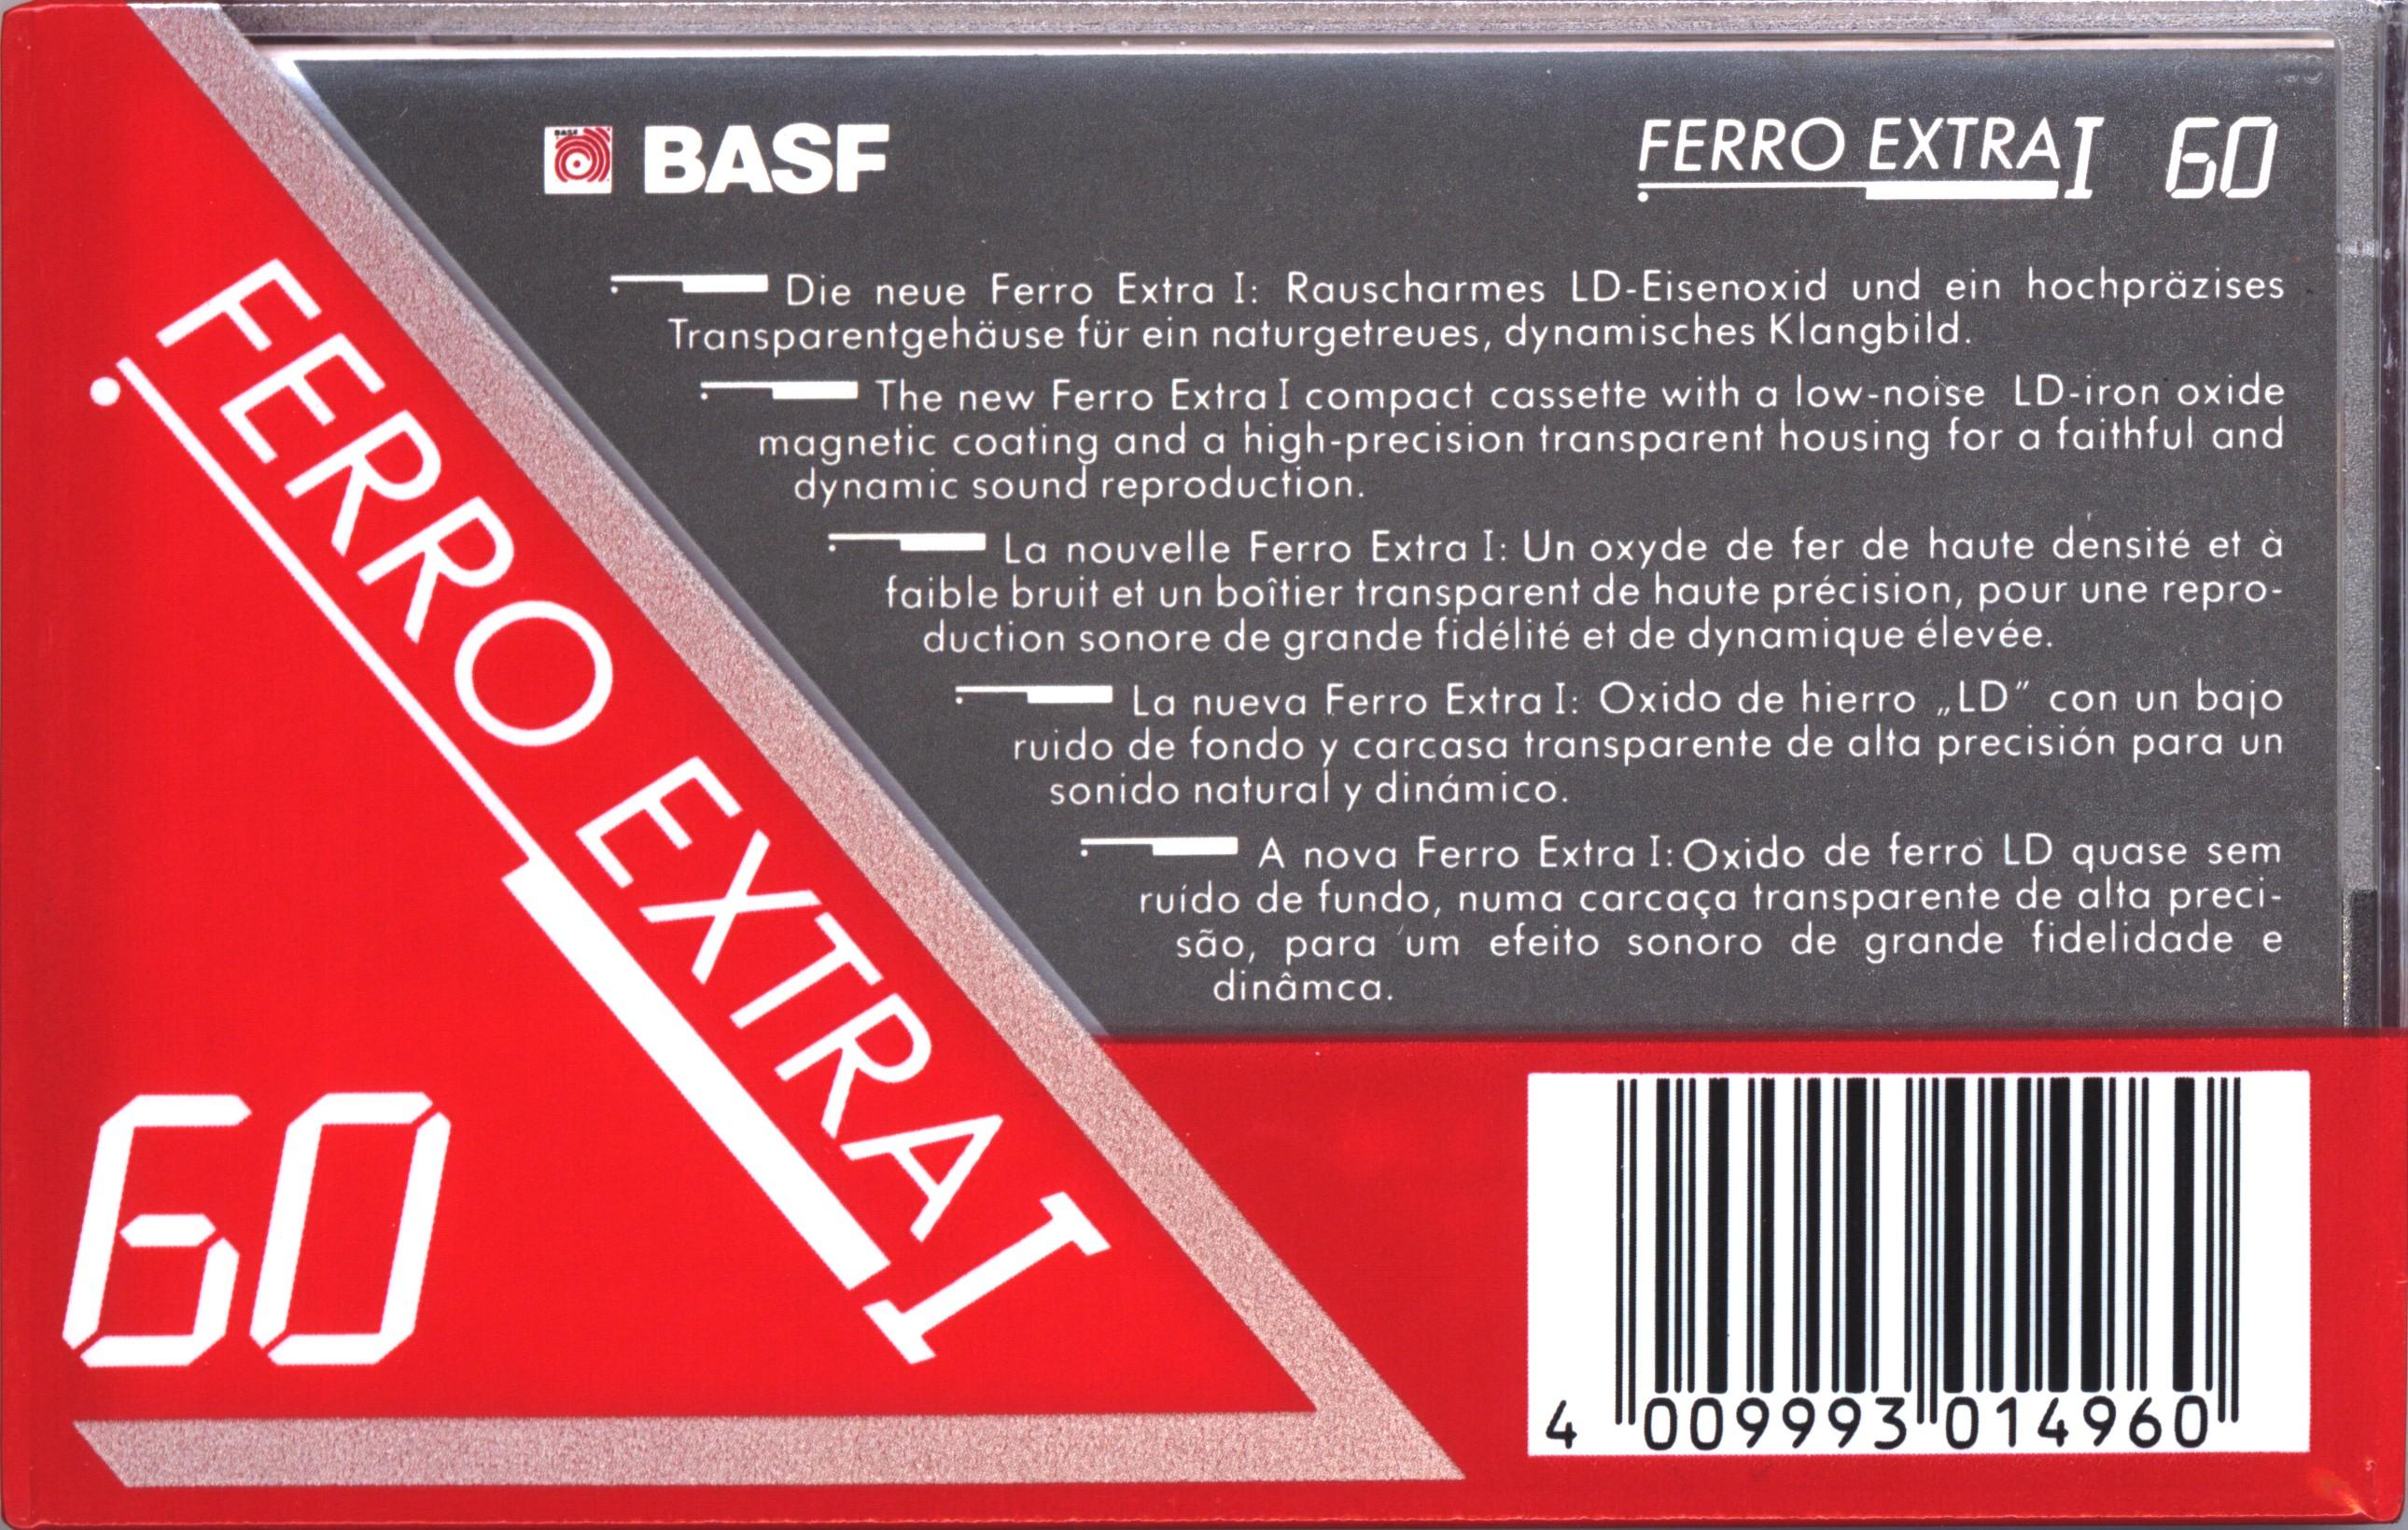 BASF
BASF
FERRO EXTRA I 60
Die neue Ferro Extra I: Rauscharmes LD-Eisenoxid und ein hochpräzises
Transparentgehäuse für ein naturgetreues, dynamisches Klangbild.
The new Ferro Extra I compact cassette with a low-noise LD-iron oxide
magnetic coating and a high-precision transparent housing for a faithful and
dynamic sound reproduction.
La nouvelle Ferro Extra I: Un oxyde de fer de haute densité et à
faible bruit et un boîtier transparent de haute précision, pour une repro-
duction sonore de grande fidélité et de dynamique élevée.
La nueva Ferro Extra I: Oxido de hierro „LD” con un bajo
ruido de fondo y carcasa transparente de alta precisión para un
sonido natural y dinámico.
A nova Ferro Extra I: Oxido de ferro LD quase sem
ruído de fundo, numa carcaça transparente de alta preci-
são, para um efeito sonoro de grande fidelidade e
dinâmca.
FERRO EXTRA I
60
4 009993 014960